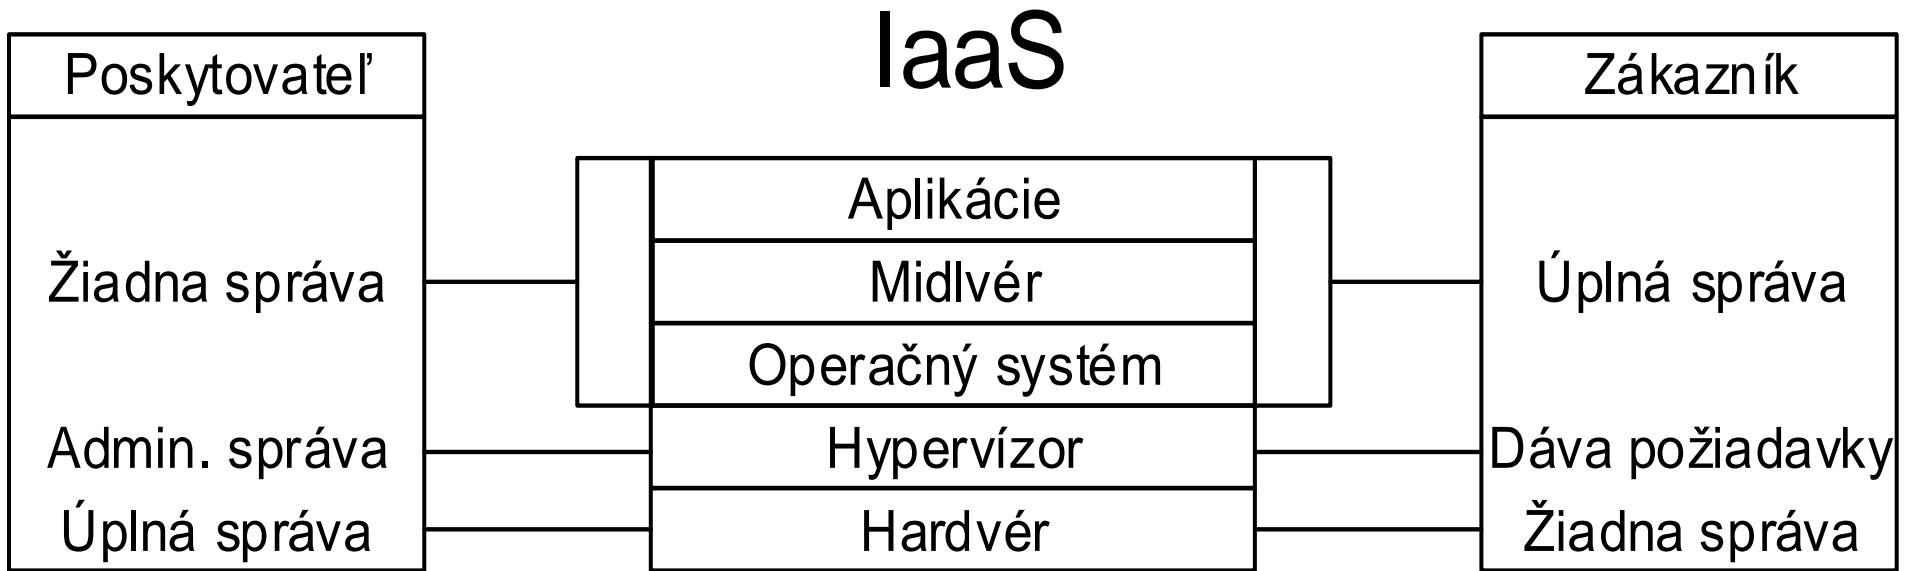 IaaS
Poskytovateľ
Zákazník
Aplikácie
Žiadna správa
Midlvér
Úplná správa
Operačný systém
Admin. správa
Hypervízor
Dáva požiadavky
Úplná správa
Hardvér
Žiadna správa